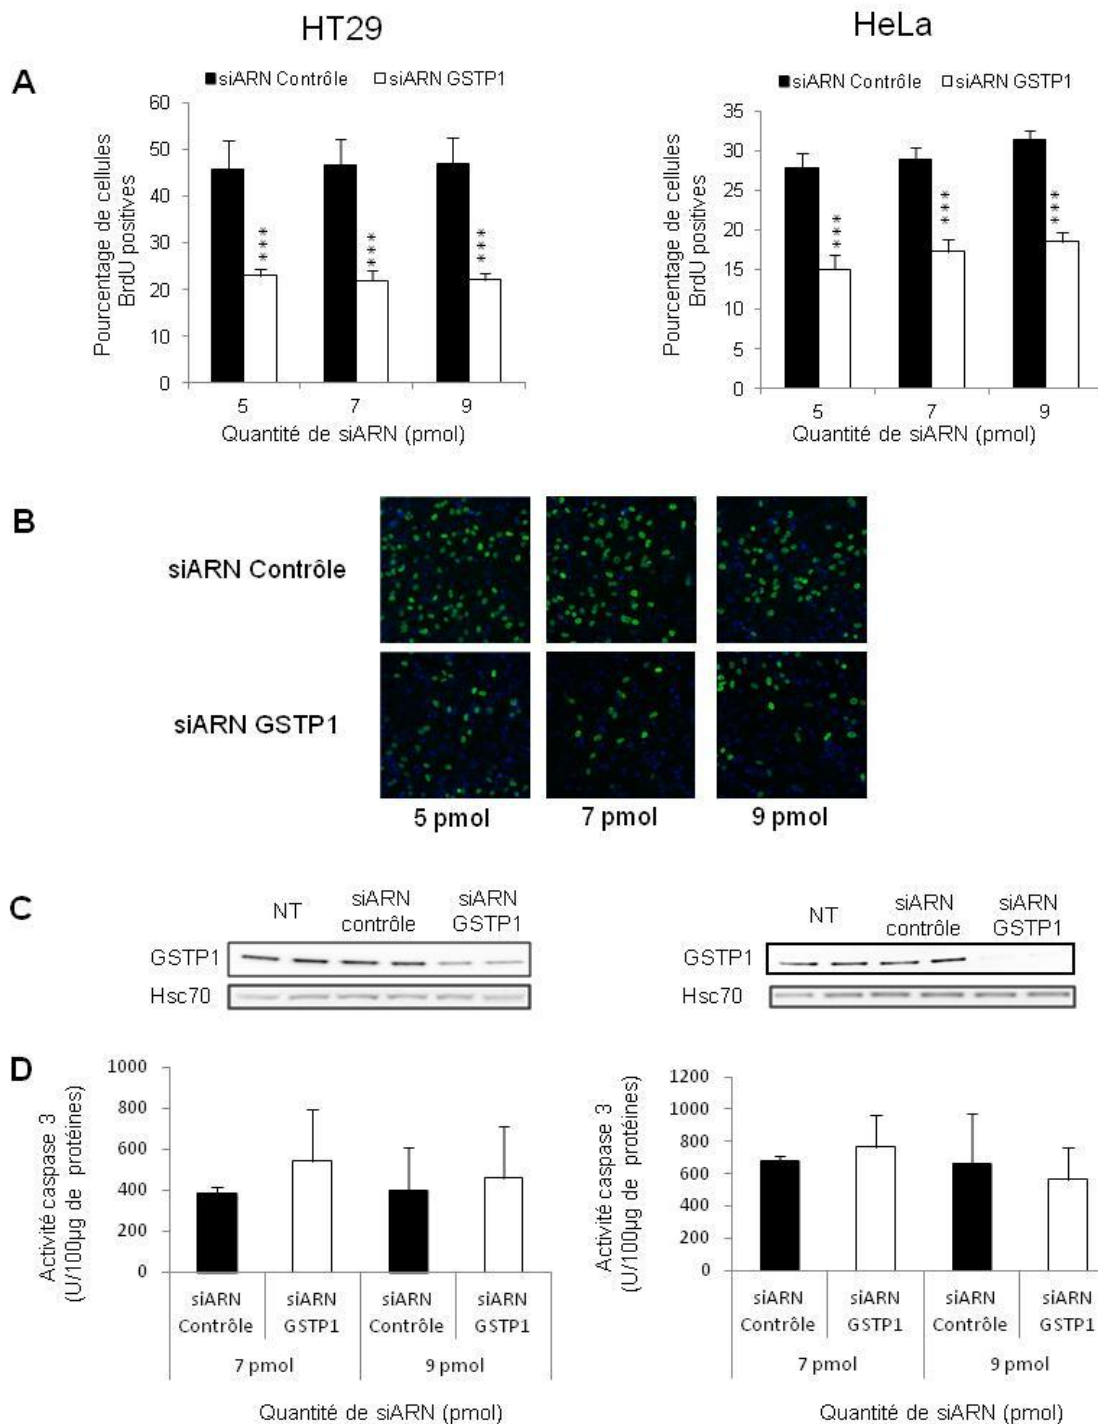 HT29
HeLa
A
siARN Contrôle siARN GSTP1
Pourcentage de cellules
BrdU positives
60
50
40
30
20
10
0
***
***
***
5 7 9
Quantité de siARN (pmol)
siARN Contrôle siARN GSTP1
Pourcentage de cellules
BrdU positives
35
30
25
20
15
10
5
0
***
***
***
5 7 9
Quantité de siARN (pmol)
B
siARN Contrôle
siARN GSTP1
5 pmol 7 pmol 9 pmol
C
NT
siARN
contrôle
siARN
GSTP1
GSTP1
Hsc70
NT
siARN
contrôle
siARN
GSTP1
GSTP1
Hsc70
D
Activité caspase 3
(U/100µg de protéines)
1000
800
600
400
200
0
siARN
Contrôle
siARN
GSTP1
siARN
Contrôle
siARN
GSTP1
7 pmol 9 pmol
Quantité de siARN (pmol)
Activité caspase 3
(U/100µg de protéines)
1200
1000
800
600
400
200
0
siARN
Contrôle
siARN
GSTP1
siARN
Contrôle
siARN
GSTP1
7 pmol 9 pmol
Quantité de siARN (pmol)